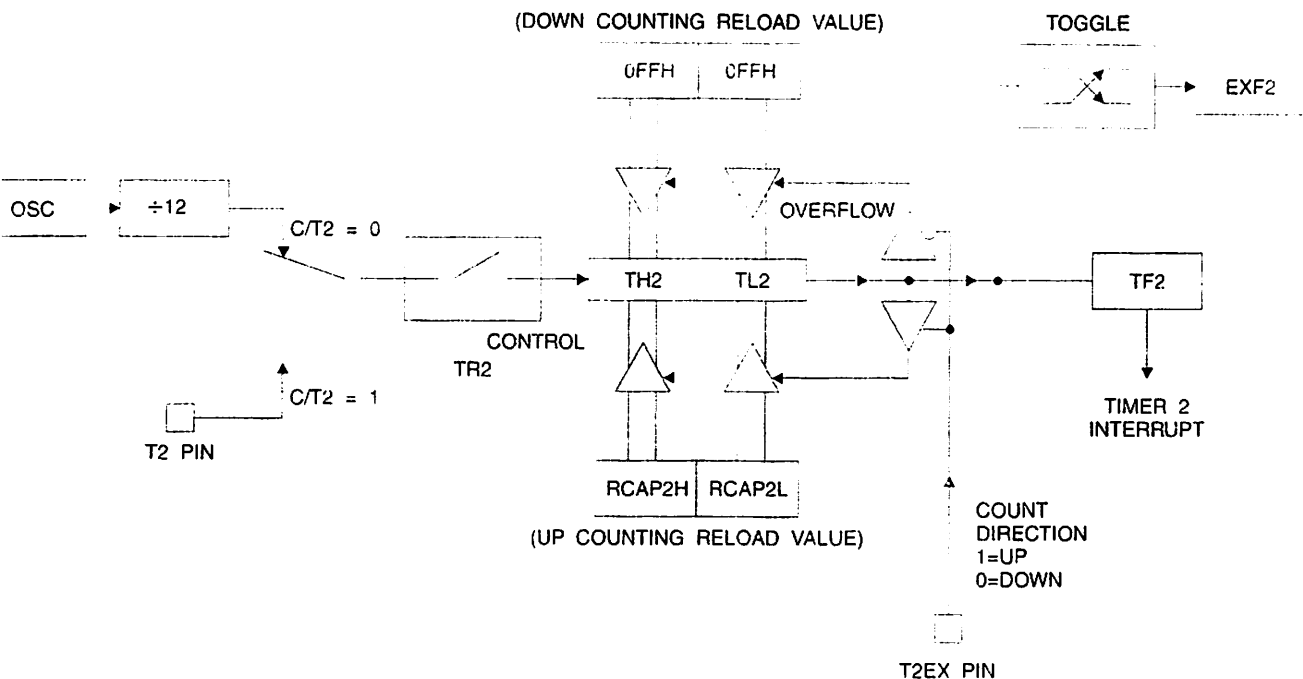 (DOWN COUNTING RELOAD VALUE)
TOGGLE
0FFH 0FFH
EXF2
OSC
÷12
OVERFLOW
C/T2 = 0
TH2 TL2
TF2
CONTROL
TR2
C/T2 = 1
T2 PIN
TIMER 2
INTERRUPT
RCAP2H RCAP2L
(UP COUNTING RELOAD VALUE)
COUNT
DIRECTION
1=UP
0=DOWN
T2EX PIN